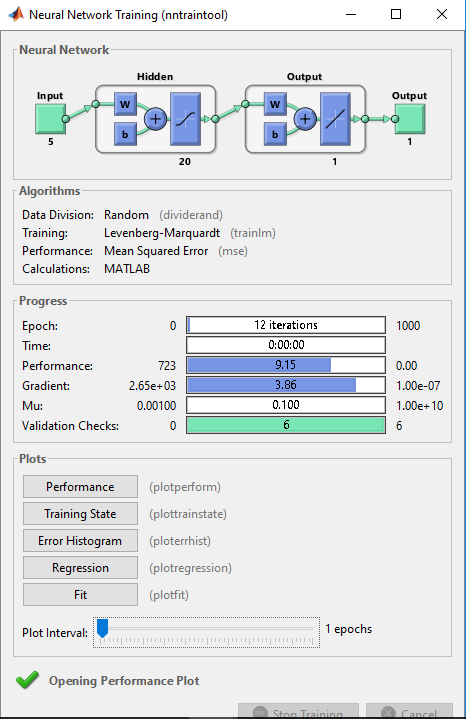 Neural Network Training (nntraintool)
Neural Network
Hidden Output
Input Output
W W
b b
5 20 1 1
Algorithms
Data Division: Random (dividerand)
Training: Levenberg-Marquardt (trainlm)
Performance: Mean Squared Error (mse)
Calculations: MATLAB
Progress
Epoch: 0 12 iterations 1000
Time: 0:00:00
Performance: 723 9.15 0.00
Gradient: 2.65e+03 3.86 1.00e-07
Mu: 0.00100 0.100 1.00e+10
Validation Checks: 0 6 6
Plots
Performance (plotperform)
Training State (plottrainstate)
Error Histogram (ploterrhist)
Regression (plotregression)
Fit (plotfit)
Plot Interval: 1 epochs
Opening Performance Plot
Stop Training Cancel